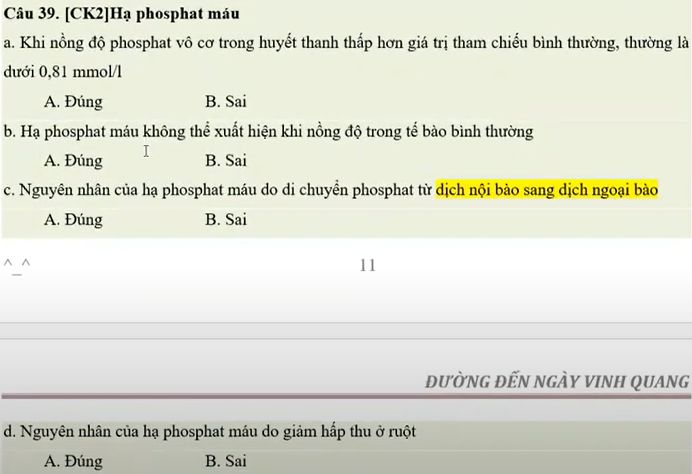 Câu 39. [CK2]Hạ phosphat máu
a. Khi nồng độ phosphat vô cơ trong huyết thanh thấp hơn giá trị tham chiếu bình thường, thường là
dưới 0,81 mmol/l
A. Đúng B. Sai
b. Hạ phosphat máu không thể xuất hiện khi nồng độ trong tế bào bình thường
A. Đúng B. Sai
c. Nguyên nhân của hạ phosphat máu do di chuyển phosphat từ dịch nội bào sang dịch ngoại bào
A. Đúng B. Sai
^_^ 11
ĐƯỜNG ĐẾN NGÀY VINH QUANG
d. Nguyên nhân của hạ phosphat máu do giảm hấp thu ở ruột
A. Đúng B. Sai